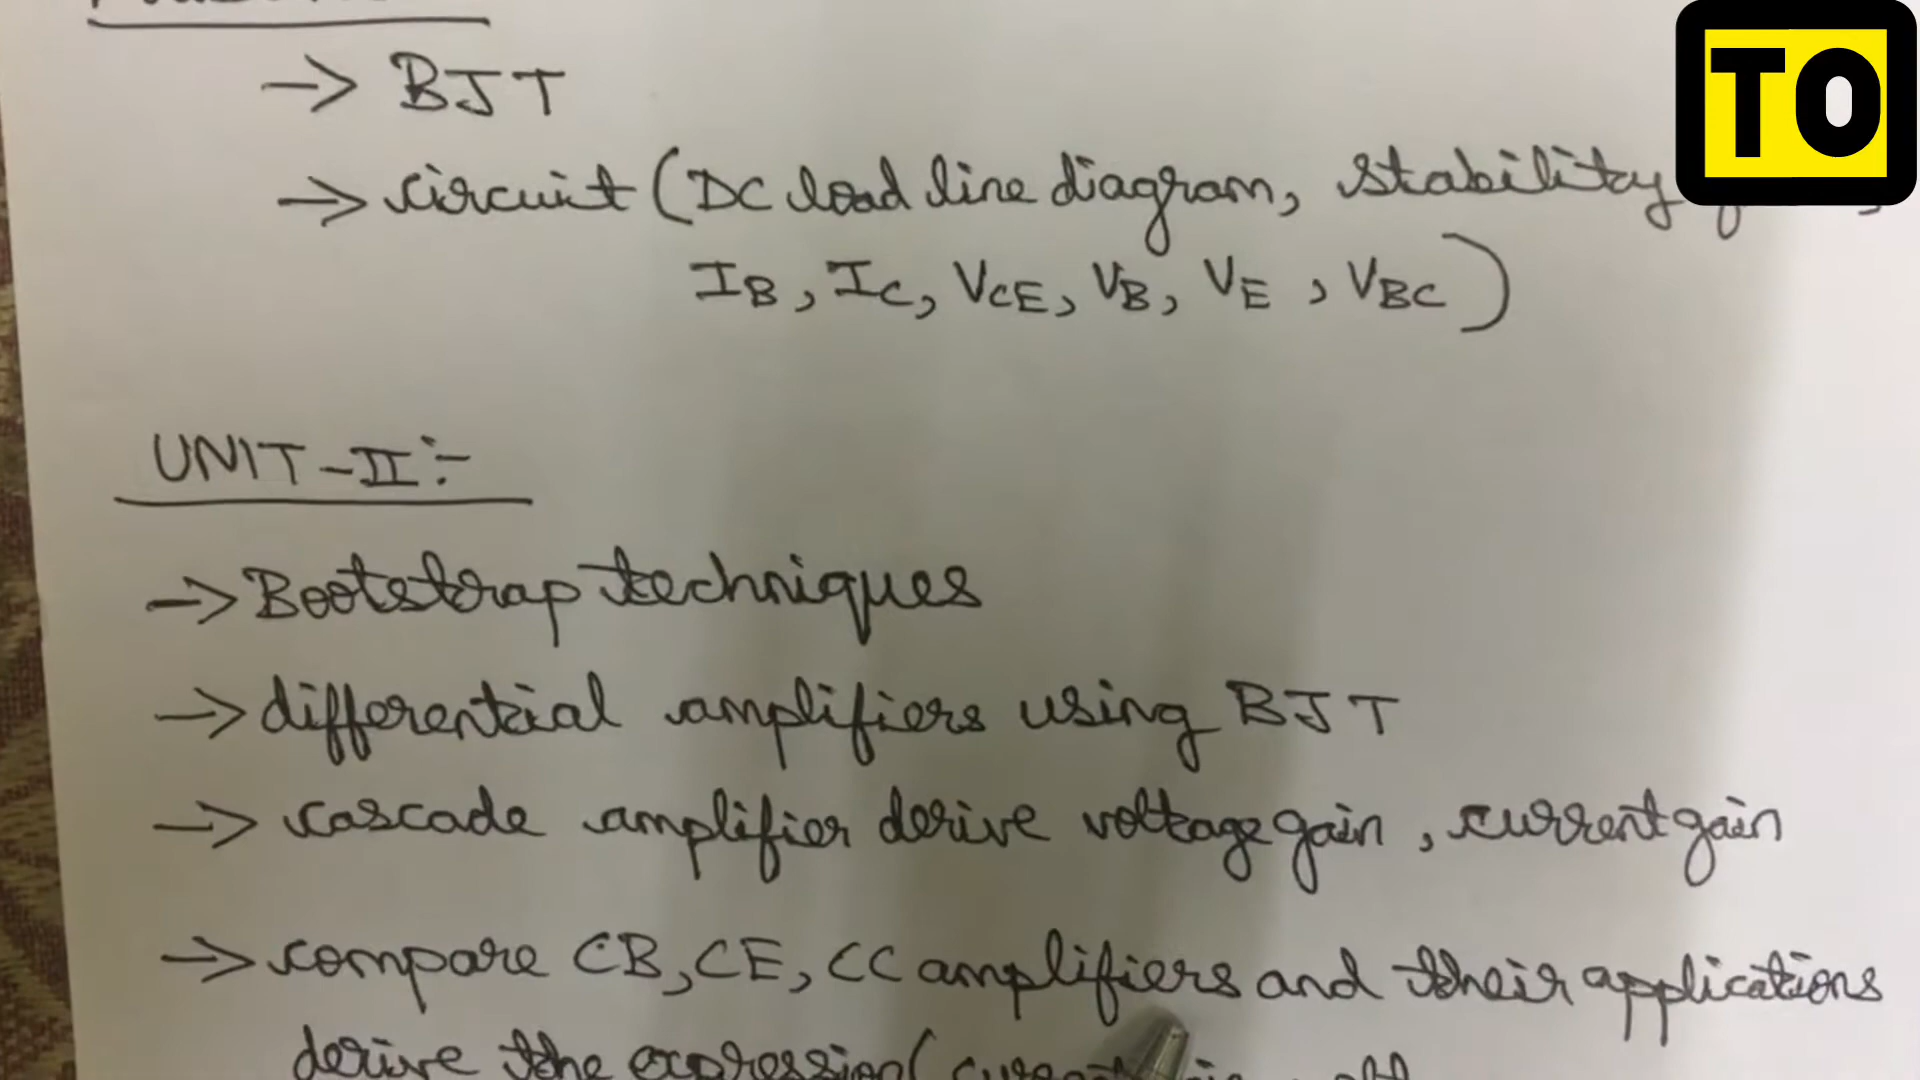 TO
→ BJT
→ circuit (DC load line diagram, stability
IB, IC, VCE, VB, VE, VBC)
UNIT-II :-
→ Bootstrap techniques
→ differential amplifiers using BJT
→ cascade amplifier derive voltage gain, current gain
→ compare CB, CE, CC amplifiers and their applications
derive the expression (